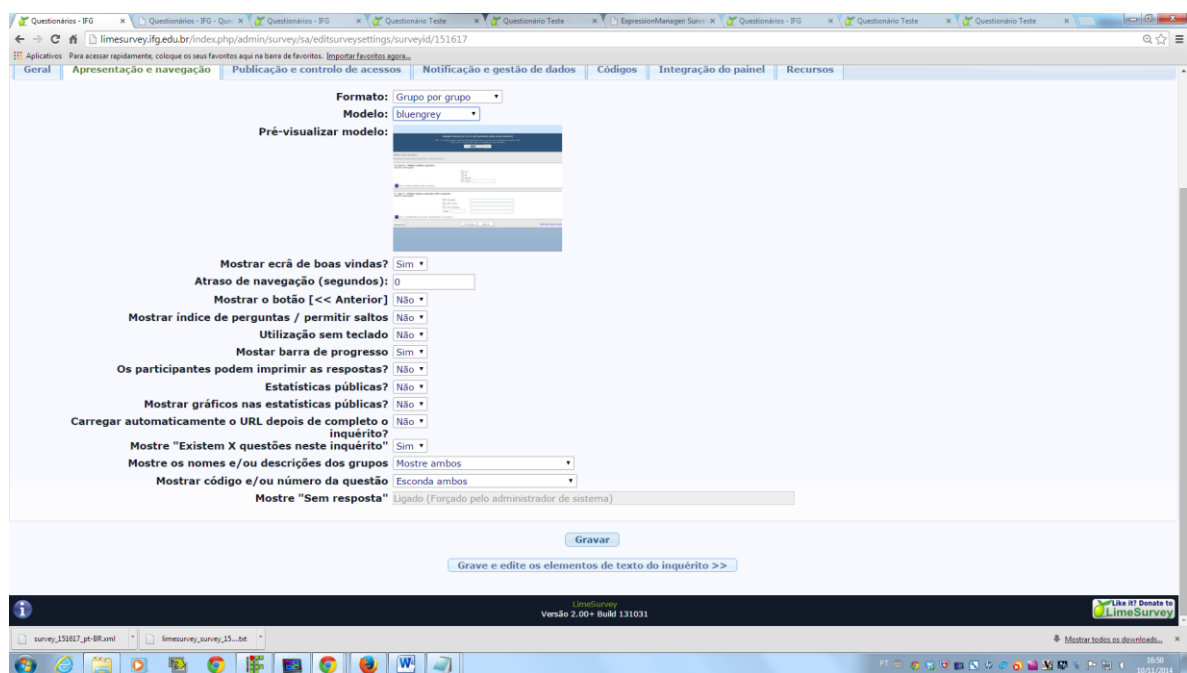 Questionários - IFG
Questionários - IFG - Que
Questionários - IFG
Questionário Teste
Questionário Teste
ExpressionManagen Surve
Questionários - IFG
Questionário Teste
Questionário Teste
limesurvey.ifg.edu.br/index.php/admin/survey/sa/editsurveysettings/surveyid/151617
Aplicativos Para acessar rapidamente, coloque os seus favoritos aqui na barra de favoritos. Importar favoritos agora...
Geral Apresentação e navegação Publicação e controlo de acessos Notificação e gestão de dados Códigos Integração do painel Recursos
Formato: Grupo por grupo
Modelo: bluengrey
Pré-visualizar modelo:
Mostrar ecrã de boas vindas? Sim
Atraso de navegação (segundos): 0
Mostrar o botão [<< Anterior] Não
Mostrar índice de perguntas / permitir saltos Não
Utilização sem teclado Não
Mostar barra de progresso Sim
Os participantes podem imprimir as respostas? Não
Estatísticas públicas? Não
Mostrar gráficos nas estatísticas públicas? Não
Carregar automaticamente o URL depois de completo o inquérito? Não
Mostre "Existem X questões neste inquérito" Sim
Mostre os nomes e/ou descrições dos grupos Mostre ambos
Mostrar código e/ou número da questão Esconda ambos
Mostre "Sem resposta" Ligado (Forçado pelo administrador de sistema)
Gravar
Grave e edite os elementos de texto do inquérito >>
LimeSurvey
Versão 2.00+ Build 131031
Like it? Donate to
LimeSurvey
survey_151617_pt-BR.xml
limesurvey_survey_15....txt
Mostrar todos os downloads...
PT
16:50
10/11/2014